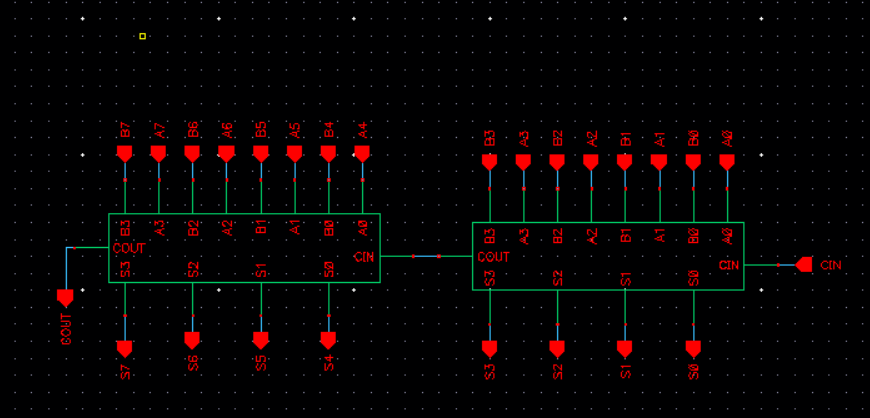 B7 A7 B6 A6 B5 A5 B4 A4
B3 A3 B2 A2 B1 A1 B0 A0
B3 A3 B2 A2 B1 A1 B0 A0
B3 A3 B2 A2 B1 A1 B0 A0
COUT CIN
COUT CIN CIN
S3 S2 S1 S0
S3 S2 S1 S0
COUT
S7 S6 S5 S4
S3 S2 S1 S0